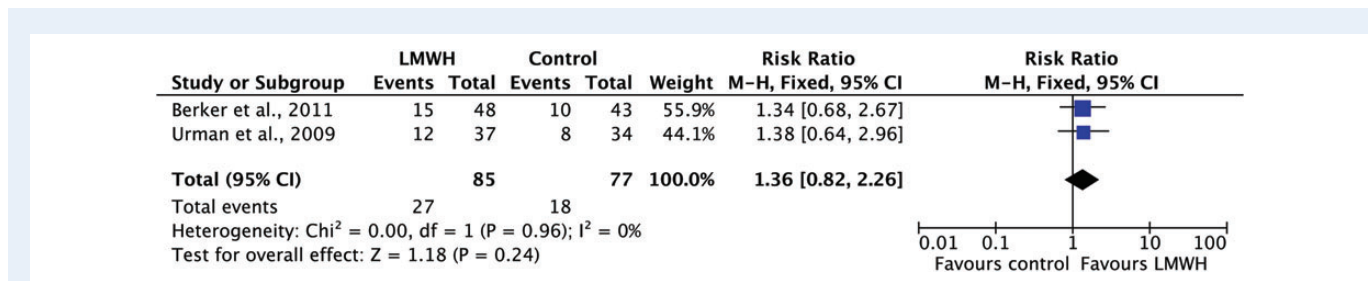 LMWH Control Risk Ratio Risk Ratio
Study or Subgroup Events Total Events Total Weight M-H, Fixed, 95% CI M-H, Fixed, 95% CI
Berker et al., 2011 15 48 10 43 55.9% 1.34 [0.68, 2.67]
Urman et al., 2009 12 37 8 34 44.1% 1.38 [0.64, 2.96]
Total (95% CI) 85 77 100.0% 1.36 [0.82, 2.26]
Total events 27 18
Heterogeneity: Chi² = 0.00, df = 1 (P = 0.96); I² = 0%
Test for overall effect: Z = 1.18 (P = 0.24)
0.01 0.1 1 10 100
Favours control Favours LMWH